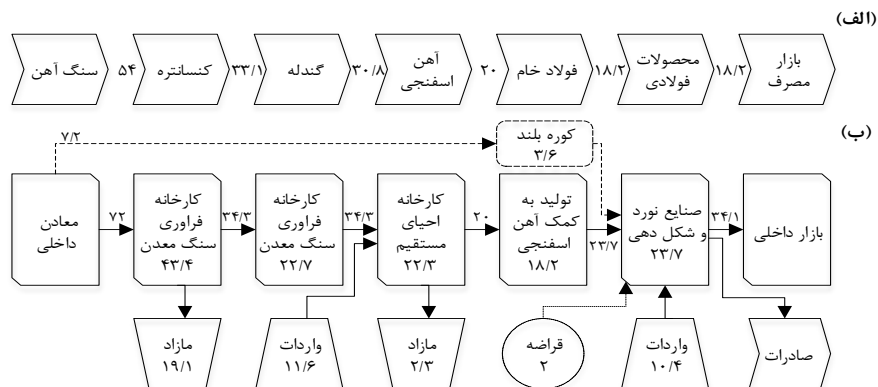 (الف)
سنگ آهن
۵۴
کنسانتره
۳۳/۱
گندله
۳۰/۸
آهن
اسفنجی
۲۰
فولاد خام
۱۸/۲
محصولات
فولادی
۱۸/۲
بازار
مصرف
(ب)
۷/۲
کوره بلند
۳/۶
معادن
داخلی
۷۲
کارخانه
فراوری
سنگ معدن
۴۳/۴
۳۴/۳
کارخانه
فراوری
سنگ معدن
۲۲/۷
۳۴/۳
کارخانه
احیای
مستقیم
۲۲/۳
۲۰
تولید به
کمک آهن
اسفنجی
۱۸/۲
۲۳/۷
صنایع نورد
و شکل دهی
۲۳/۷
۳۴/۱
بازار داخلی
مازاد
۱۹/۱
واردات
۱۱/۶
مازاد
۲/۳
قراضه
۲
واردات
۱۰/۴
صادرات